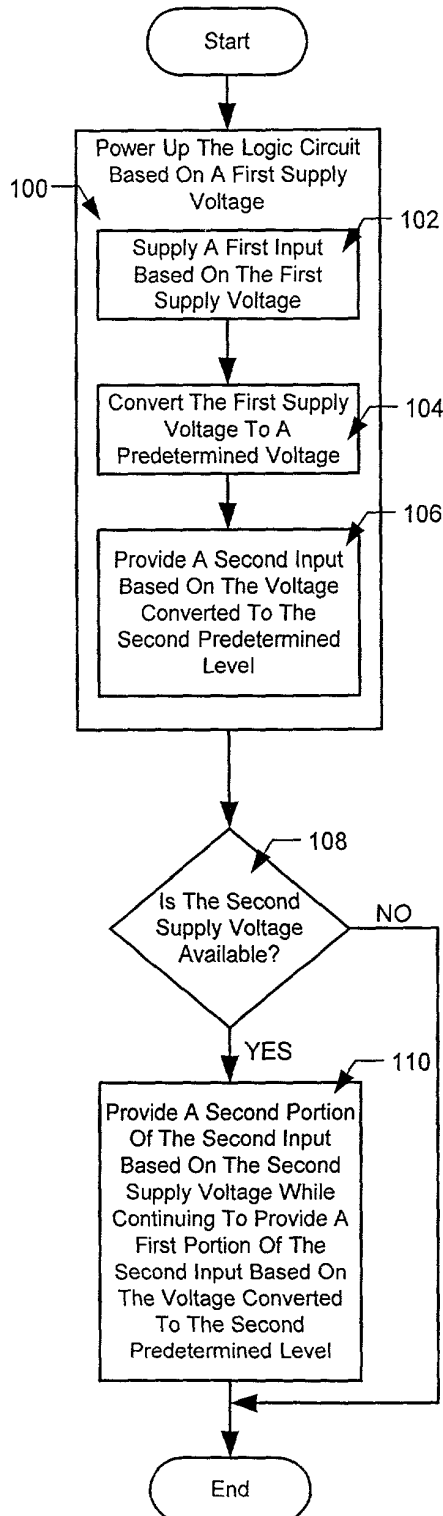 Start
Power Up The Logic Circuit
Based On A First Supply
Voltage
100
102
Supply A First Input
Based On The First
Supply Voltage
Convert The First Supply
Voltage To A
Predetermined Voltage
104
106
Provide A Second Input
Based On The Voltage
Converted To The
Second Predetermined
Level
108
Is The Second
Supply Voltage
Available?
NO
YES
110
Provide A Second Portion
Of The Second Input
Based On The Second
Supply Voltage While
Continuing To Provide A
First Portion Of The
Second Input Based On
The Voltage Converted
To The Second
Predetermined Level
End